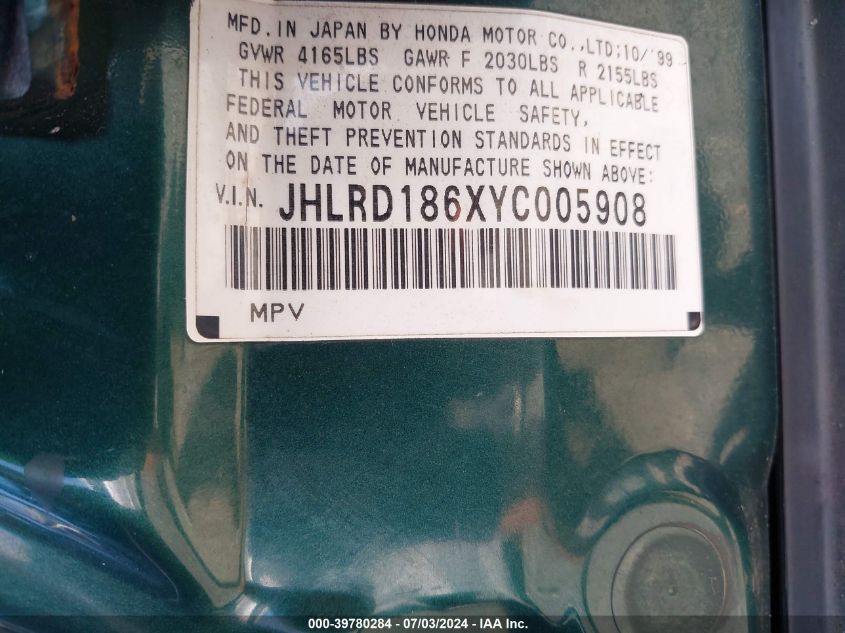 MFD. IN JAPAN BY HONDA MOTOR CO.,LTD;10/'99
GVWR 4165LBS GAWR F 2030LBS R 2155LBS
THIS VEHICLE CONFORMS TO ALL APPLICABLE
FEDERAL MOTOR VEHICLE SAFETY,
AND THEFT PREVENTION STANDARDS IN EFFECT
ON THE DATE OF MANUFACTURE SHOWN ABOVE:
V.I.N. JHLRD186XYC005908
MPV
000-39780284 - 07/03/2024 - IAAI Inc.